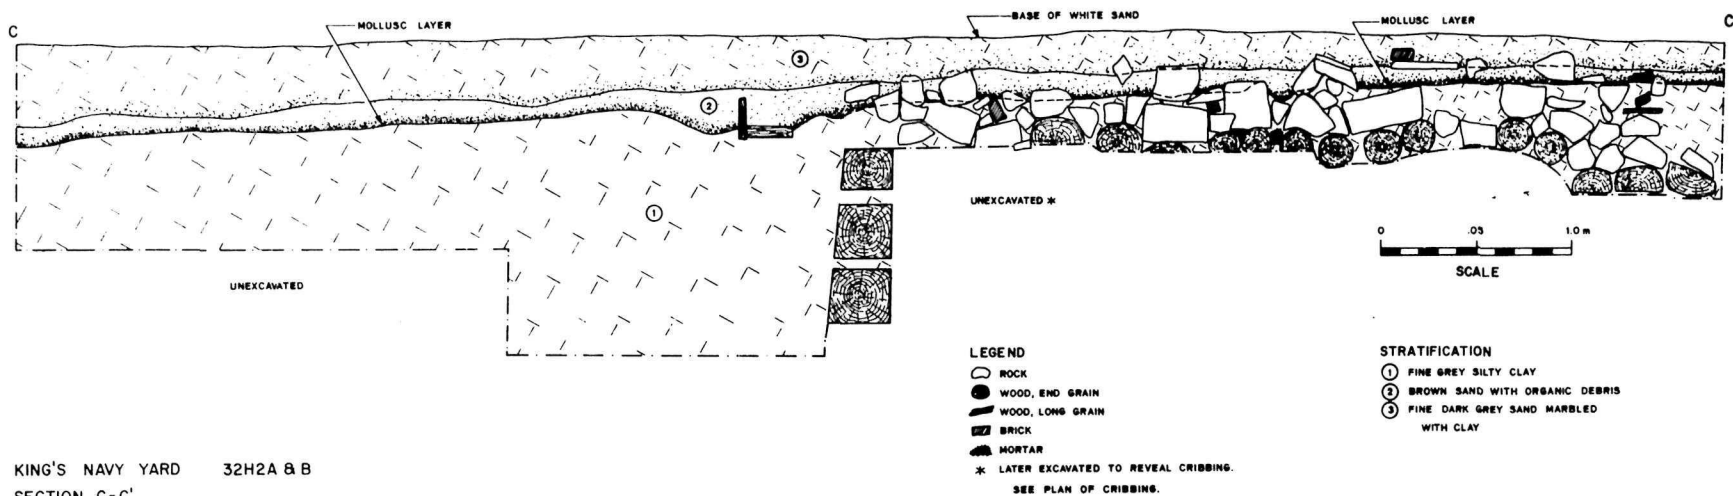 C
MOLLUSC LAYER
BASE OF WHITE SAND
MOLLUSC LAYER
C
3
2
1
UNEXCAVATED
UNEXCAVATED *
0 .05 1.0 m
SCALE
LEGEND
ROCK
WOOD, END GRAIN
WOOD, LONG GRAIN
BRICK
MORTAR
* LATER EXCAVATED TO REVEAL CRIBBING.
SEE PLAN OF CRIBBING.
STRATIFICATION
1 FINE GREY SILTY CLAY
2 BROWN SAND WITH ORGANIC DEBRIS
3 FINE DARK GREY SAND MARBLED
WITH CLAY
KING'S NAVY YARD 32H2A & B
SECTION C-C'